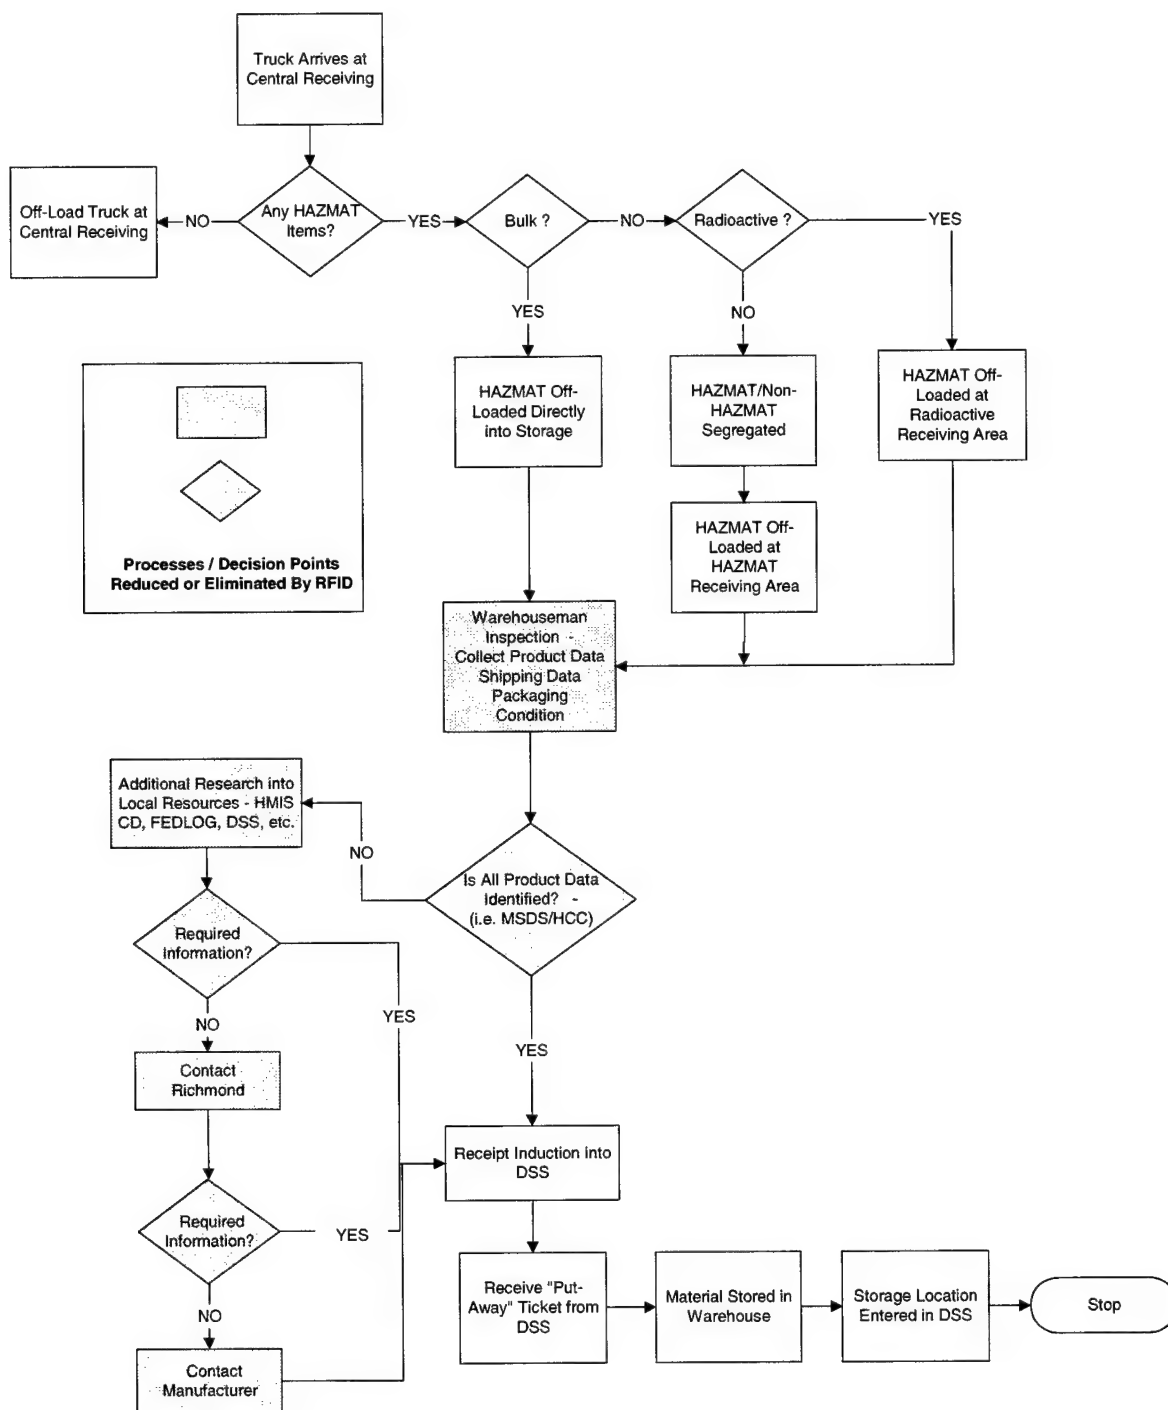 Truck Arrives at
Central Receiving
Off-Load Truck at
Central Receiving
NO
Any HAZMAT
Items?
YES
Bulk ?
NO
Radioactive ?
YES
YES
NO
HAZMAT Off-
Loaded Directly
into Storage
HAZMAT/Non-
HAZMAT
Segregated
HAZMAT Off-
Loaded at
Radioactive
Receiving Area
Processes / Decision Points
Reduced or Eliminated By RFID
HAZMAT Off-
Loaded at
HAZMAT
Receiving Area
Warehouseman
Inspection -
Collect Product Data
Shipping Data
Packaging
Condition
Additional Research into
Local Resources - HMIS
CD, FEDLOG, DSS, etc.
NO
Is All Product Data
Identified? -
(i.e. MSDS/HCC)
Required
Information?
YES
NO
YES
Contact
Richmond
Receipt Induction into
DSS
Required
Information?
YES
NO
Contact
Manufacturer
Receive "Put-
Away" Ticket from
DSS
Material Stored in
Warehouse
Storage Location
Entered in DSS
Stop